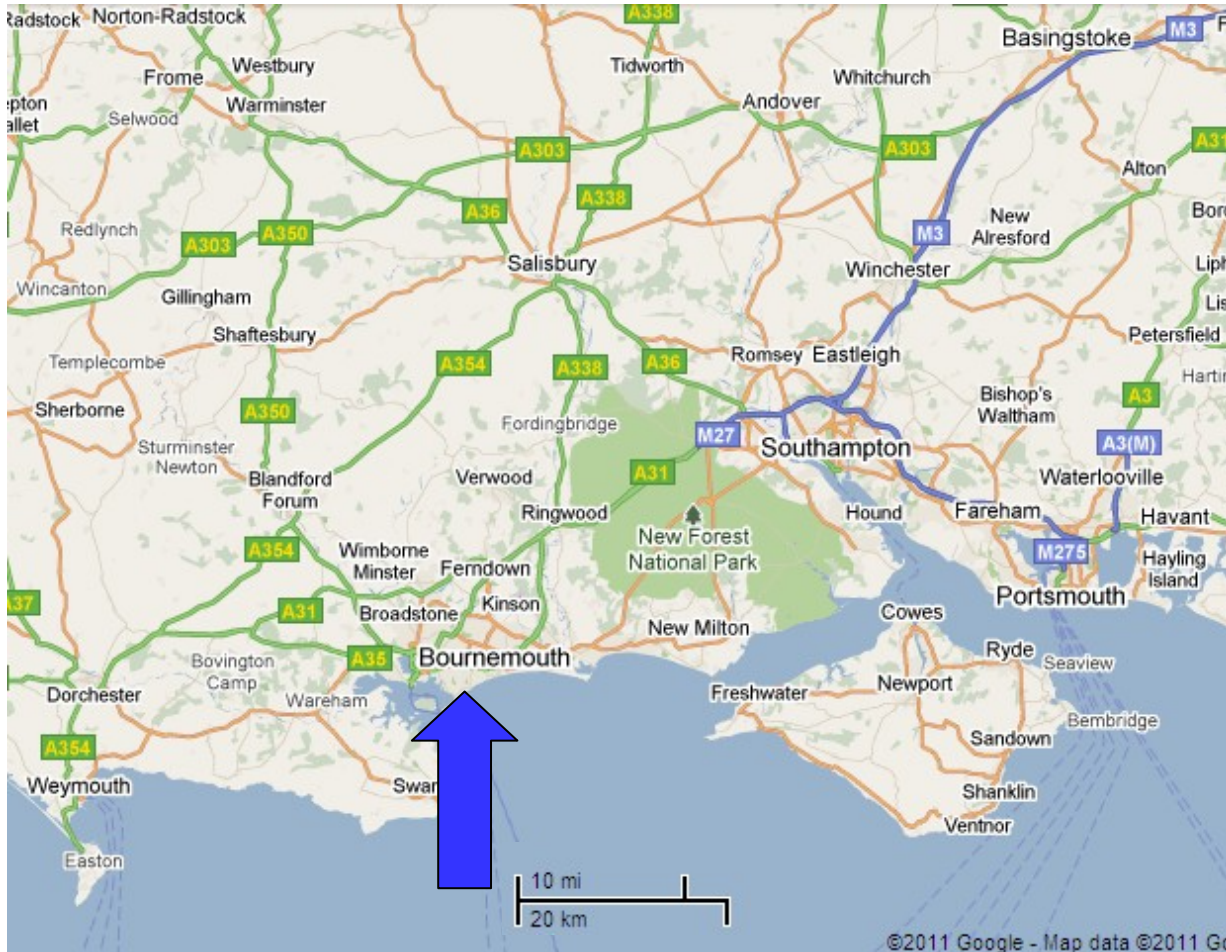 Radstock
Norton-Radstock
A338
Basingstoke
M3
Frome
Westbury
Tidworth
Whitchurch
Warminster
Selwood
Andover
A303
A303
Alton
A36
A338
Redlynch
A303
A350
M3
New
Alresford
Salisbury
Winchester
Wincanton
Gillingham
Shaftesbury
Petersfield
Templecombe
A354
A338
A36
Romsey
Eastleigh
Sherborne
A350
Fordingbridge
Bishop's
Waltham
A3
Sturminster
Newton
M27
Southampton
A3(M)
Blandford
Forum
Verwood
A31
Waterlooville
Ringwood
Hound
Fareham
Havant
New Forest
National Park
A354
Wimborne
Minster
Ferndown
M275
Hayling
Island
A31
Broadstone
Kinson
Portsmouth
Cowes
New Milton
A35
Bournemouth
Ryde
Seaview
Bovington
Camp
Dorchester
Wareham
Freshwater
Newport
Bembridge
A354
Sandown
Weymouth
Swan
Shanklin
Ventnor
Easton
10 mi
20 km
©2011 Google - Map data ©2011